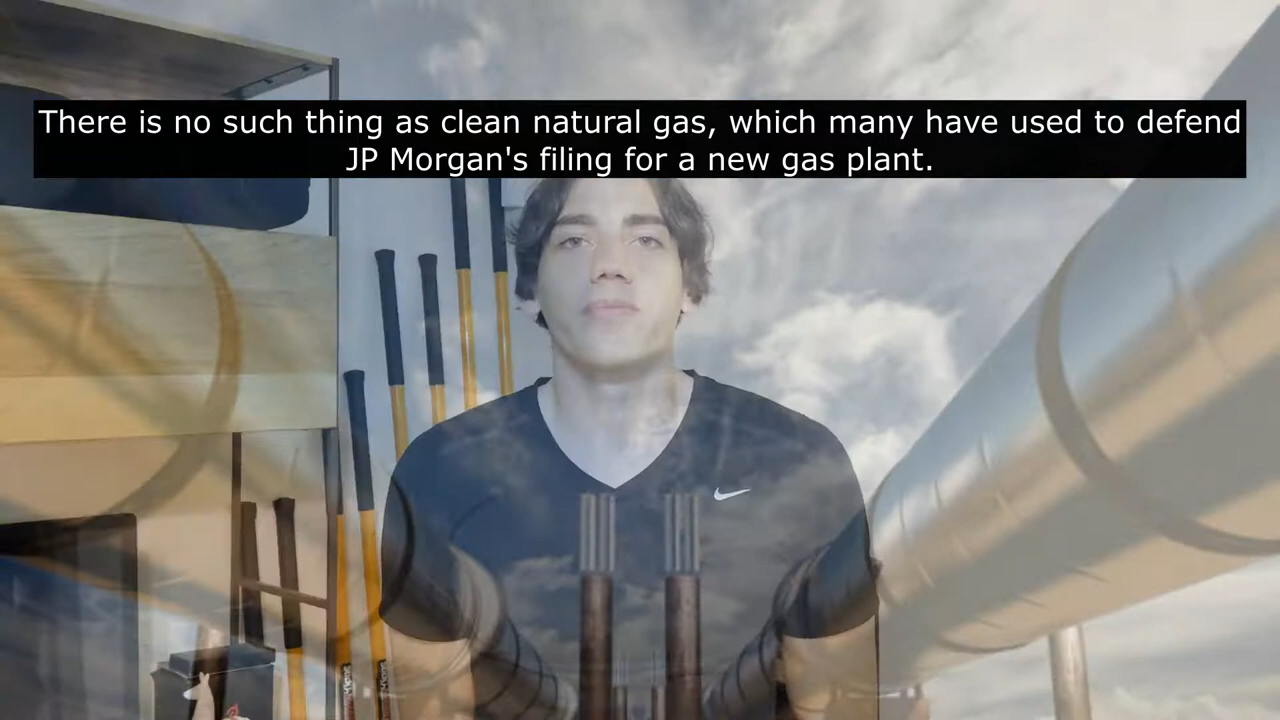 There is no such thing as clean natural gas, which many have used to defend
JP Morgan's filing for a new gas plant.